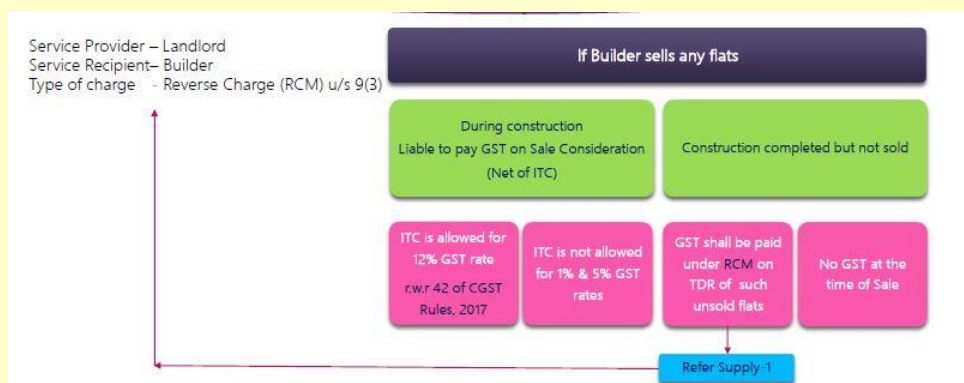 Service Provider – Landlord
Service Recipient– Builder
Type of charge - Reverse Charge (RCM) u/s 9(3)
If Builder sells any flats
During construction
Liable to pay GST on Sale Consideration
(Net of ITC)
Construction completed but not sold
ITC is allowed for
12% GST rate
r.w.r 42 of CGST
Rules, 2017
ITC is not allowed
for 1% & 5% GST
rates
GST shall be paid
under RCM on
TDR of such
unsold flats
No GST at the
time of Sale
Refer Supply-1